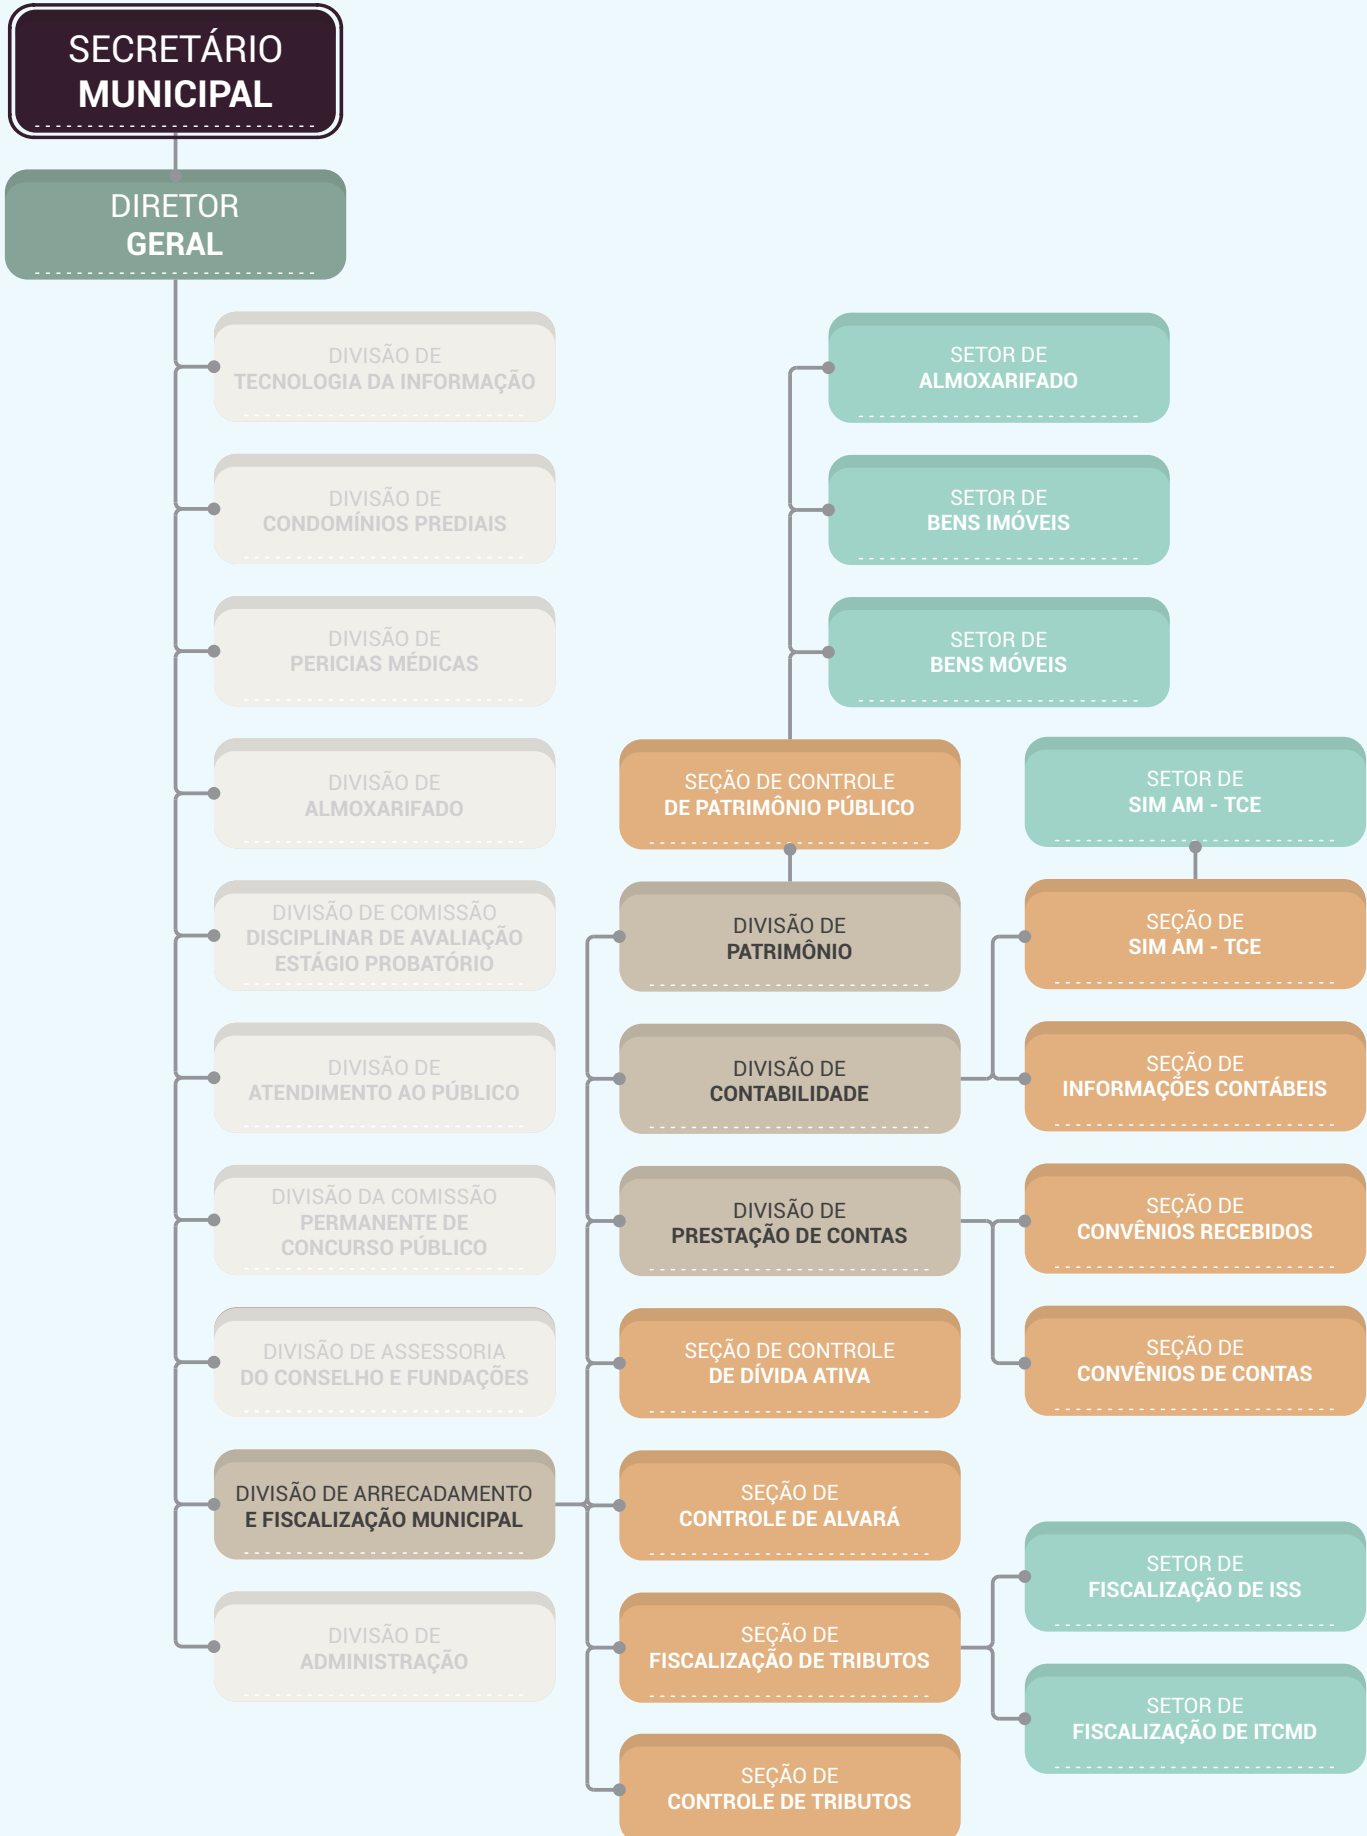 SECRETÁRIO
MUNICIPAL
DIRETOR
GERAL
DIVISÃO DE
TECNOLOGIA DA INFORMAÇÃO
DIVISÃO DE
CONDOMÍNIOS PREDIAIS
DIVISÃO DE
PERICIAS MÉDICAS
DIVISÃO DE
ALMOXARIFADO
DIVISÃO DE COMISSÃO
DISCIPLINAR DE AVALIAÇÃO
ESTÁGIO PROBATÓRIO
DIVISÃO DE
ATENDIMENTO AO PÚBLICO
DIVISÃO DA COMISSÃO
PERMANENTE DE
CONCURSO PÚBLICO
DIVISÃO DE ASSESSORIA
DO CONSELHO E FUNDAÇÕES
DIVISÃO DE ARRECADAMENTO
E FISCALIZAÇÃO MUNICIPAL
DIVISÃO DE
ADMINISTRAÇÃO
SETOR DE
ALMOXARIFADO
SETOR DE
BENS IMÓVEIS
SETOR DE
BENS MÓVEIS
SEÇÃO DE CONTROLE
DE PATRIMÔNIO PÚBLICO
DIVISÃO DE
PATRIMÔNIO
DIVISÃO DE
CONTABILIDADE
DIVISÃO DE
PRESTAÇÃO DE CONTAS
SEÇÃO DE CONTROLE
DE DÍVIDA ATIVA
SEÇÃO DE
CONTROLE DE ALVARÁ
SEÇÃO DE
FISCALIZAÇÃO DE TRIBUTOS
SEÇÃO DE
CONTROLE DE TRIBUTOS
SETOR DE
SIM AM - TCE
SEÇÃO DE
SIM AM - TCE
SEÇÃO DE
INFORMAÇÕES CONTÁBEIS
SEÇÃO DE
CONVÊNIOS RECEBIDOS
SEÇÃO DE
CONVÊNIOS DE CONTAS
SETOR DE
FISCALIZAÇÃO DE ISS
SETOR DE
FISCALIZAÇÃO DE ITCMD